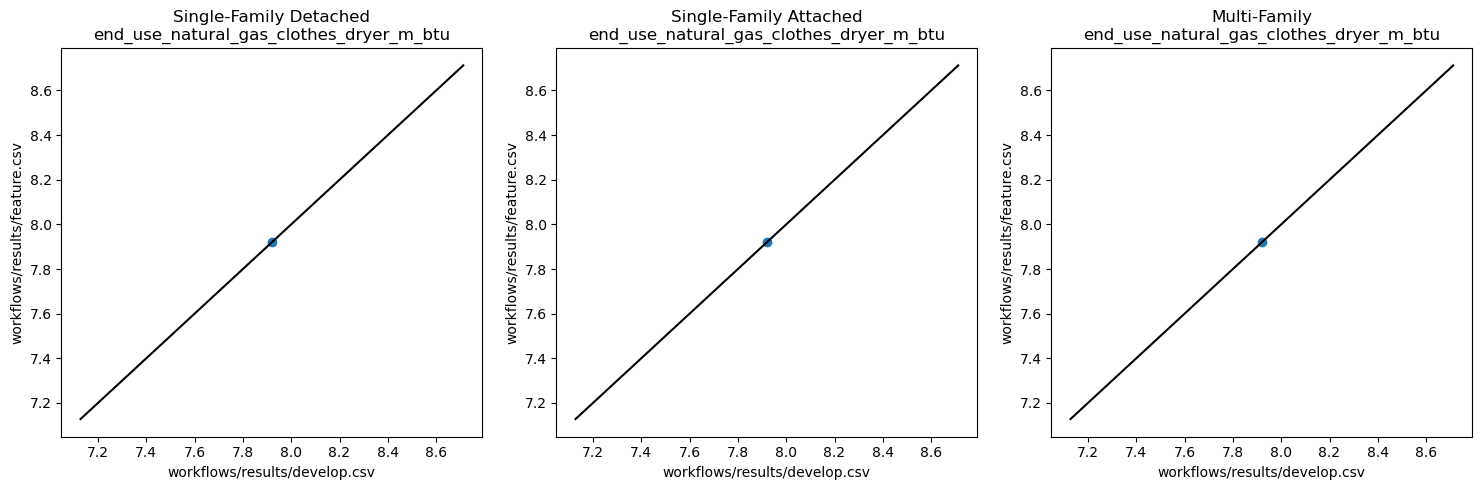 Single-Family Detached
end_use_natural_gas_clothes_dryer_m_btu
workflows/results/feature.csv
8.6
8.4
8.2
8.0
7.8
7.6
7.4
7.2
7.2 7.4 7.6 7.8 8.0 8.2 8.4 8.6
workflows/results/develop.csv
Single-Family Attached
end_use_natural_gas_clothes_dryer_m_btu
workflows/results/feature.csv
8.6
8.4
8.2
8.0
7.8
7.6
7.4
7.2
7.2 7.4 7.6 7.8 8.0 8.2 8.4 8.6
workflows/results/develop.csv
Multi-Family
end_use_natural_gas_clothes_dryer_m_btu
workflows/results/feature.csv
8.6
8.4
8.2
8.0
7.8
7.6
7.4
7.2
7.2 7.4 7.6 7.8 8.0 8.2 8.4 8.6
workflows/results/develop.csv